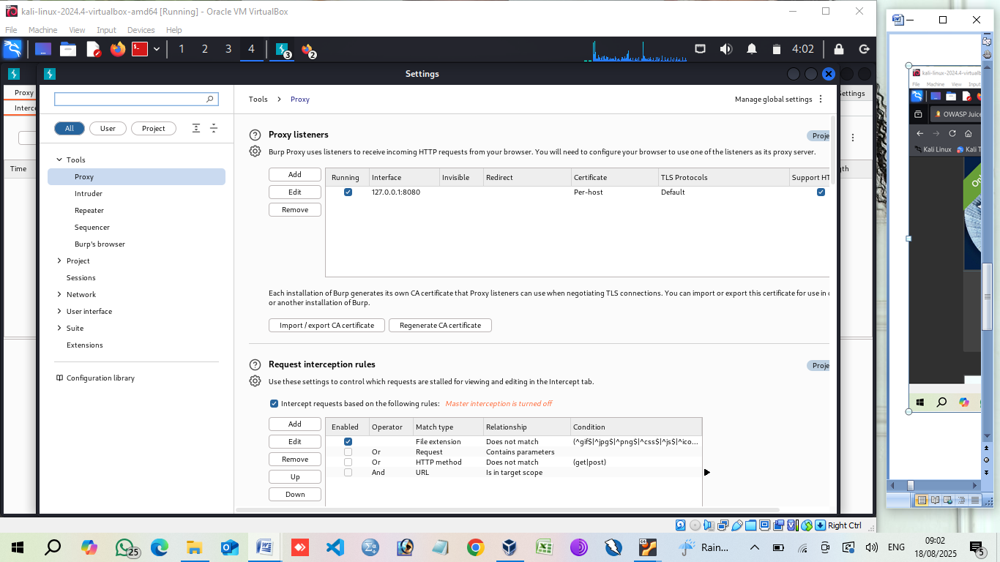 kali-linux-2024.4-virtualbox-amd64 [Running] - Oracle VM VirtualBox
File Machine View Input Devices Help
1 2 3 4 3 2 4:02
Settings
Proxy
Interce
Time
Tools > Proxy
Manage global settings
All User Project
Tools
Proxy
Intruder
Repeater
Sequencer
Burp's browser
Project
Sessions
Network
User interface
Suite
Extensions
Configuration library
Proxy listeners
Proje
Burp Proxy uses listeners to receive incoming HTTP requests from your browser. You will need to configure your browser to use one of the listeners as its proxy server.
Add
Edit
Remove
Running Interface Invisible Redirect Certificate TLS Protocols Support HT
127.0.0.1:8080 Per-host Default
Each installation of Burp generates its own CA certificate that Proxy listeners can use when negotiating TLS connections. You can import or export this certificate for use in
or another installation of Burp.
Import / export CA certificate Regenerate CA certificate
Request interception rules
Proje
Use these settings to control which requests are stalled for viewing and editing in the Intercept tab.
Intercept requests based on the following rules: Master interception is turned off
Add
Edit
Remove
Up
Down
Enabled Operator Match type Relationship Condition
File extension Does not match (^gif$|^jpg$|^png$|^css$|^js$|^ico...
Or Request Contains parameters
Or HTTP method Does not match (get|post)
And URL Is in target scope
ettings
gth
Right Ctrl
kali-linux-2024.4-virtualb
File Machine View Input
OWASP Juice
Kali Linux Kali T
25
Rain...
ENG
09:02
18/08/2025
5